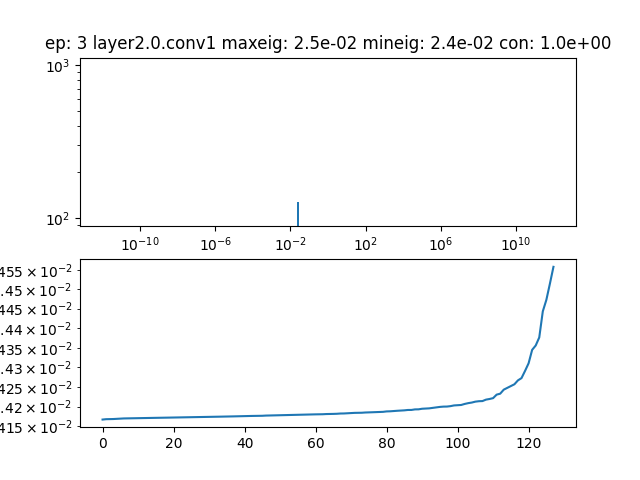 ep: 3 layer2.0.conv1 maxeig: 2.5e-02 mineig: 2.4e-02 con: 1.0e+00
10³
10²
10⁻¹⁰ 10⁻⁶ 10⁻² 10² 10⁶ 10¹⁰
455 × 10⁻²
.45 × 10⁻²
445 × 10⁻²
.44 × 10⁻²
435 × 10⁻²
.43 × 10⁻²
425 × 10⁻²
.42 × 10⁻²
415 × 10⁻²
0 20 40 60 80 100 120